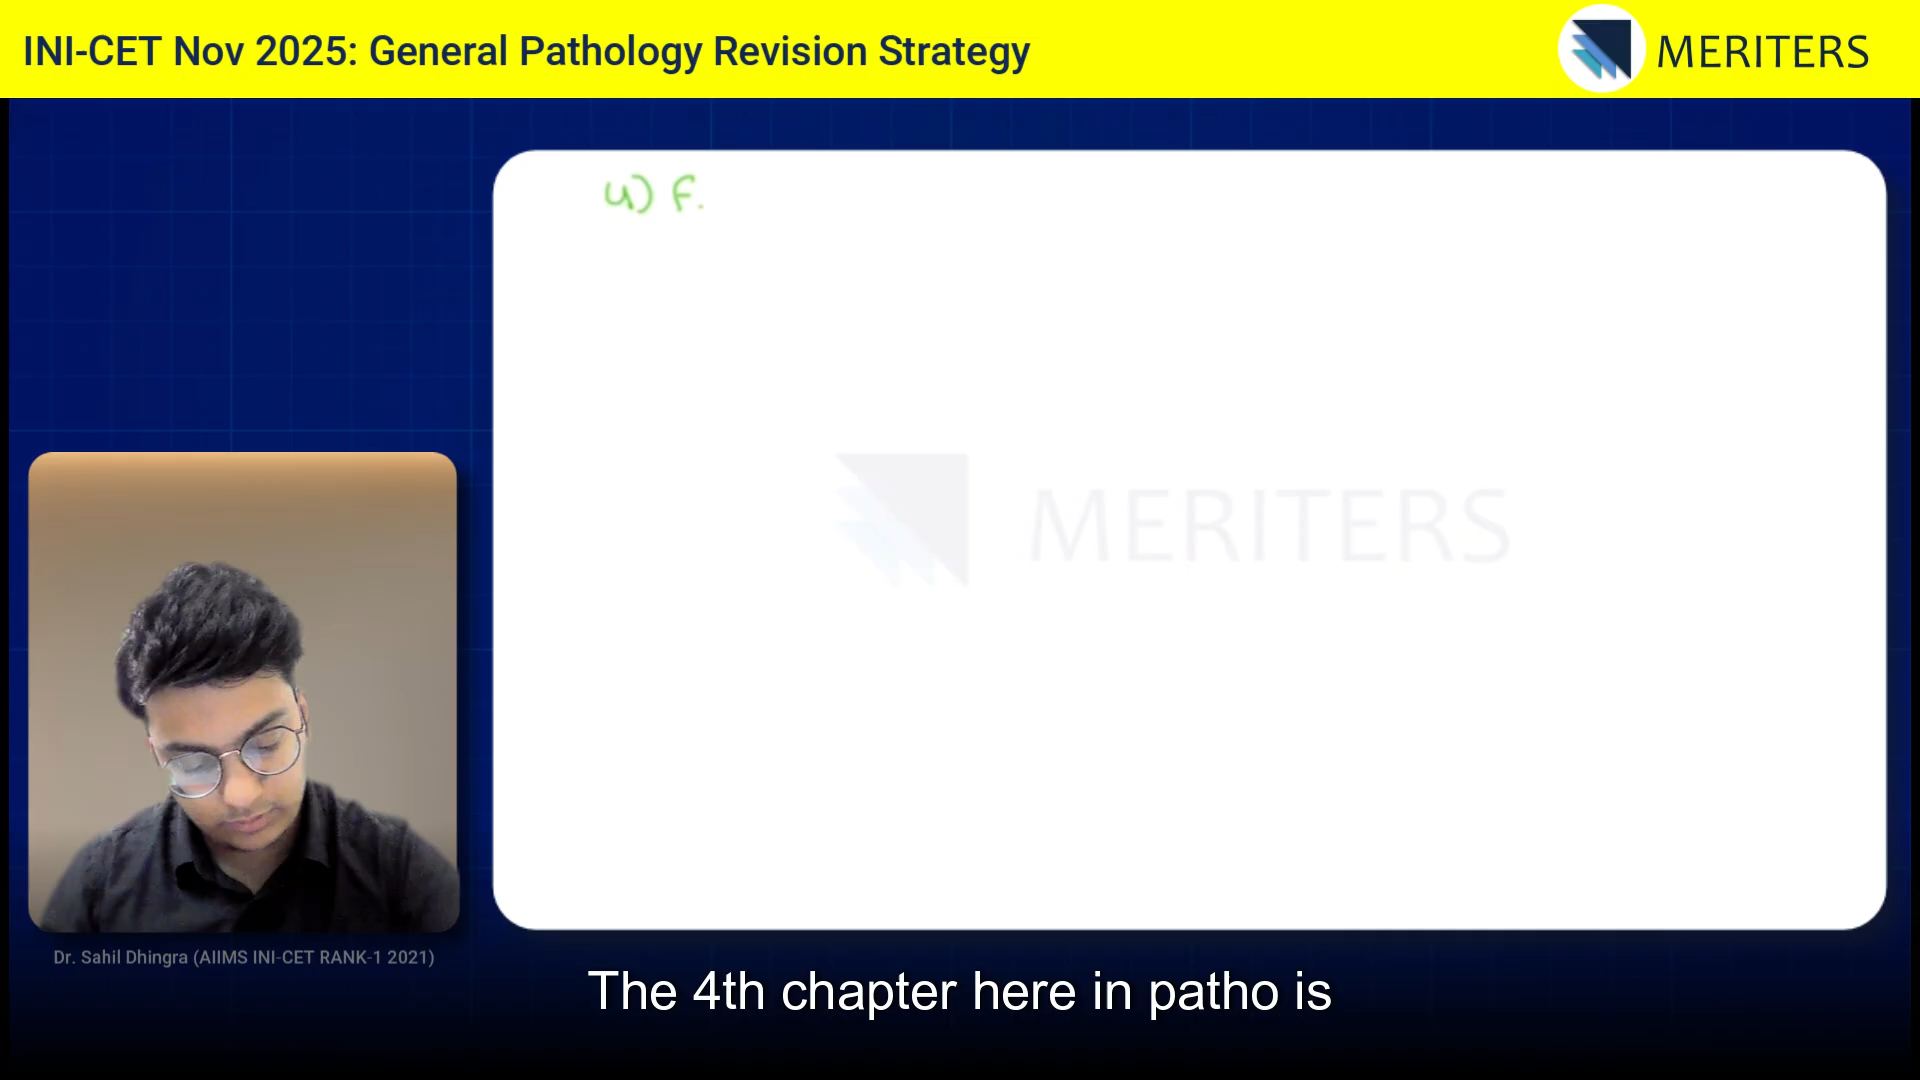 INI-CET Nov 2025: General Pathology Revision Strategy
MERITERS
4) F.
MERITERS
Dr. Sahil Dhingra (AIIMS INI-CET RANK-1 2021)
The 4th chapter here in patho is